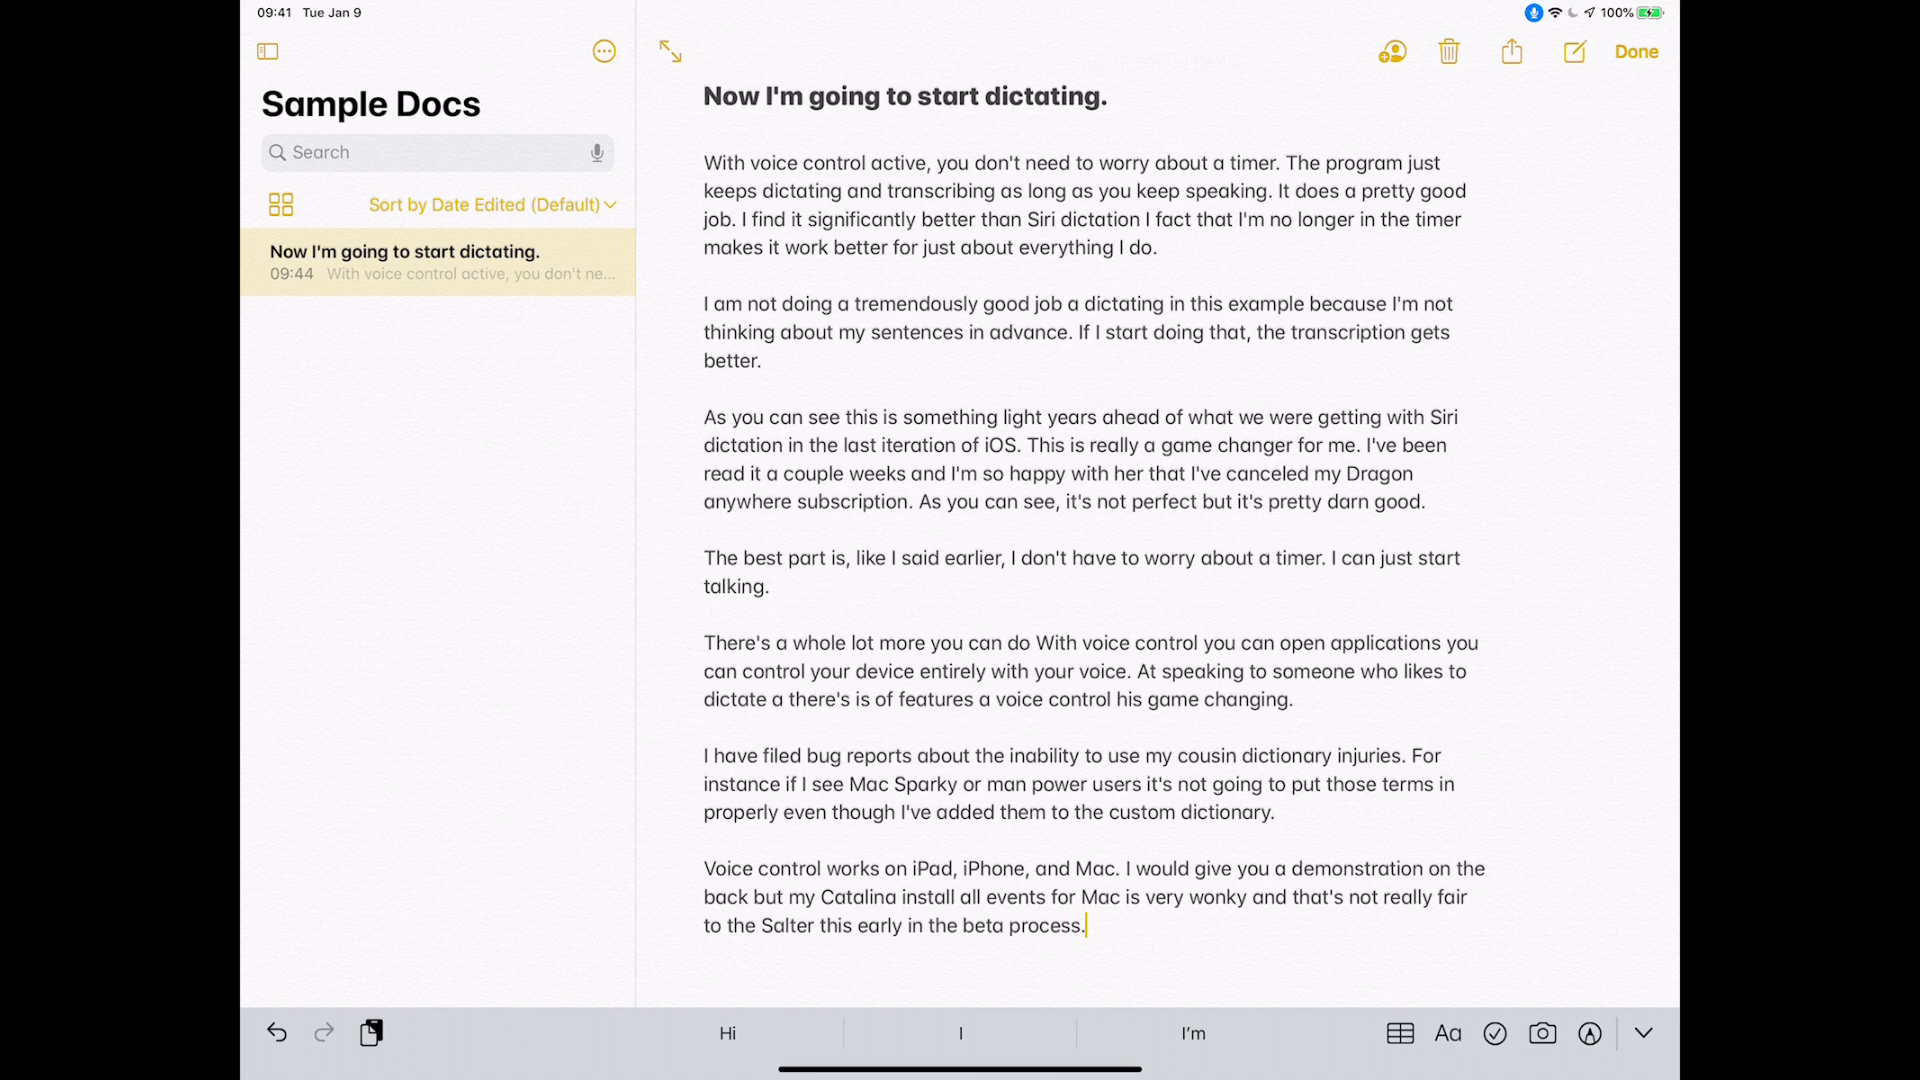 09:41 Tue Jan 9
100%
Done
Sample Docs
Search
Sort by Date Edited (Default)
Now I'm going to start dictating.
09:44 With voice control active, you don't ne...
Now I'm going to start dictating.
With voice control active, you don't need to worry about a timer. The program just
keeps dictating and transcribing as long as you keep speaking. It does a pretty good
job. I find it significantly better than Siri dictation I fact that I'm no longer in the timer
makes it work better for just about everything I do.
I am not doing a tremendously good job a dictating in this example because I'm not
thinking about my sentences in advance. If I start doing that, the transcription gets
better.
As you can see this is something light years ahead of what we were getting with Siri
dictation in the last iteration of iOS. This is really a game changer for me. I've been
read it a couple weeks and I'm so happy with her that I've canceled my Dragon
anywhere subscription. As you can see, it's not perfect but it's pretty darn good.
The best part is, like I said earlier, I don't have to worry about a timer. I can just start
talking.
There's a whole lot more you can do With voice control you can open applications you
can control your device entirely with your voice. At speaking to someone who likes to
dictate a there's is of features a voice control his game changing.
I have filed bug reports about the inability to use my cousin dictionary injuries. For
instance if I see Mac Sparky or man power users it's not going to put those terms in
properly even though I've added them to the custom dictionary.
Voice control works on iPad, iPhone, and Mac. I would give you a demonstration on the
back but my Catalina install all events for Mac is very wonky and that's not really fair
to the Salter this early in the beta process.
Hi
I
I'm
Aa